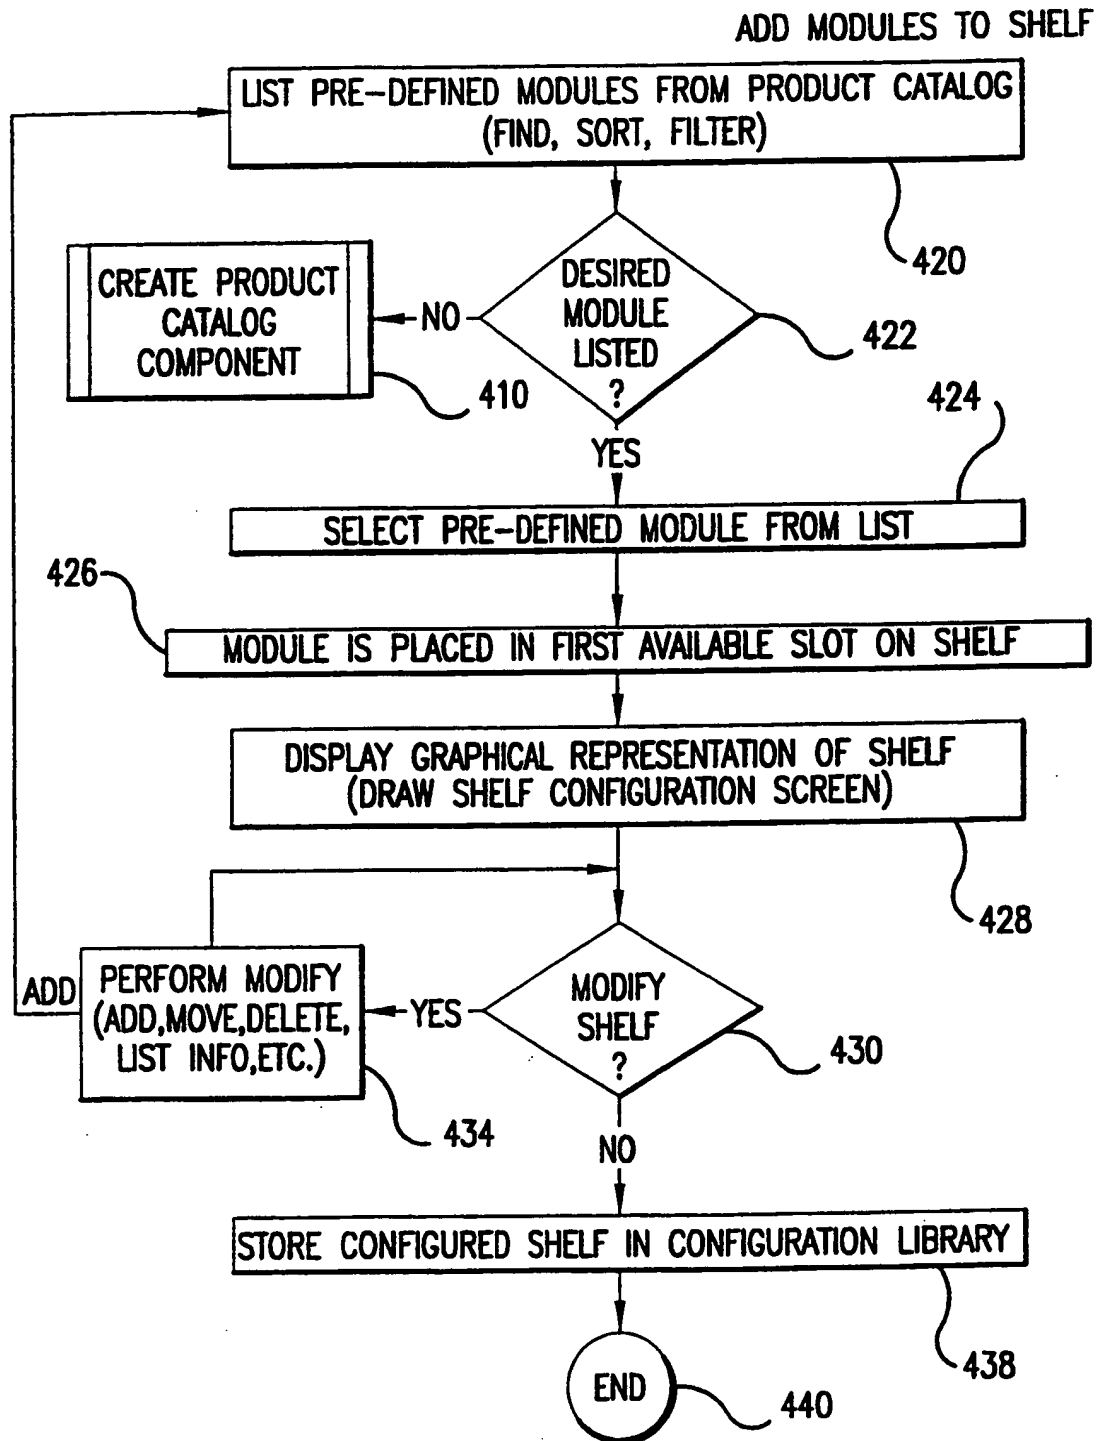 ADD MODULES TO SHELF
LIST PRE-DEFINED MODULES FROM PRODUCT CATALOG
(FIND, SORT, FILTER)
420
DESIRED
MODULE
LISTED
?
422
NO
CREATE PRODUCT
CATALOG
COMPONENT
410
424
YES
SELECT PRE-DEFINED MODULE FROM LIST
426
MODULE IS PLACED IN FIRST AVAILABLE SLOT ON SHELF
DISPLAY GRAPHICAL REPRESENTATION OF SHELF
(DRAW SHELF CONFIGURATION SCREEN)
428
MODIFY
SHELF
?
430
YES
ADD
PERFORM MODIFY
(ADD,MOVE,DELETE,
LIST INFO,ETC.)
434
NO
STORE CONFIGURED SHELF IN CONFIGURATION LIBRARY
438
END
440